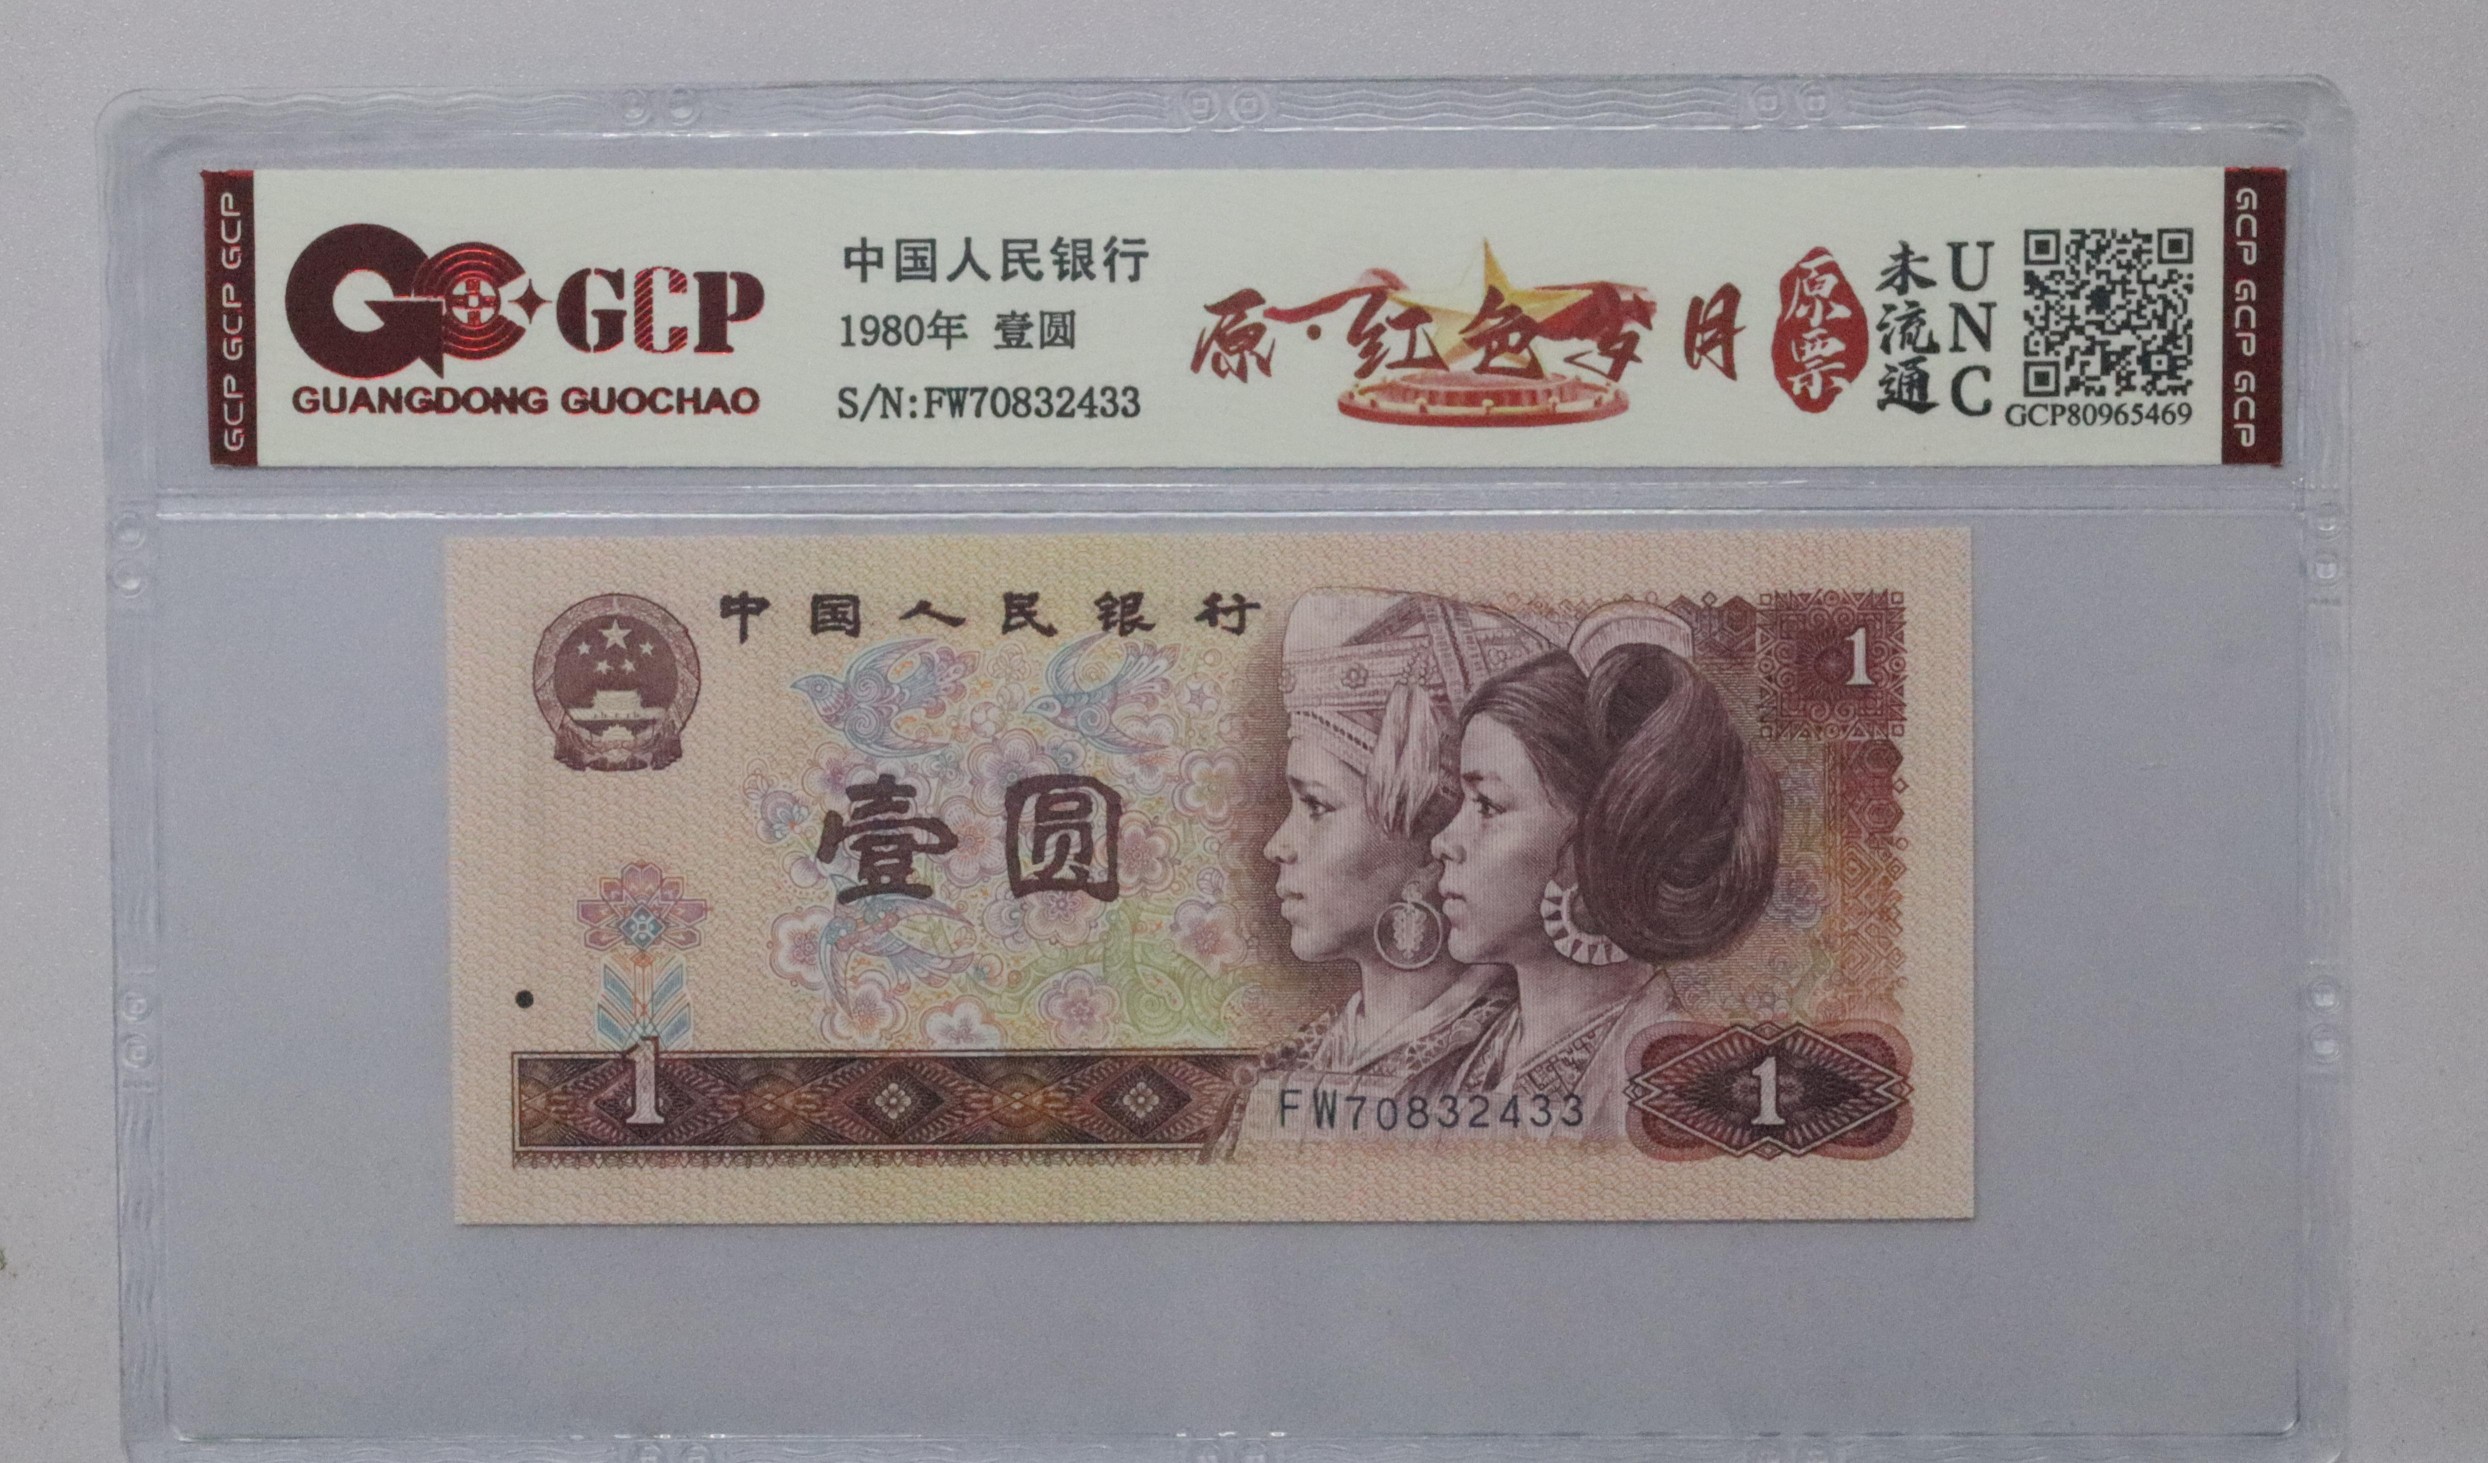 GCP GCP GCP
GCP
GUANGDONG GUOCHAO
中国人民银行
1980年 壹圆
S/N:FW70832433
原·红色岁月
原票
未流通
UNC
GCP80965469
GCP GCP GCP
中国人民银行
1
壹圆
1
FW70832433
1